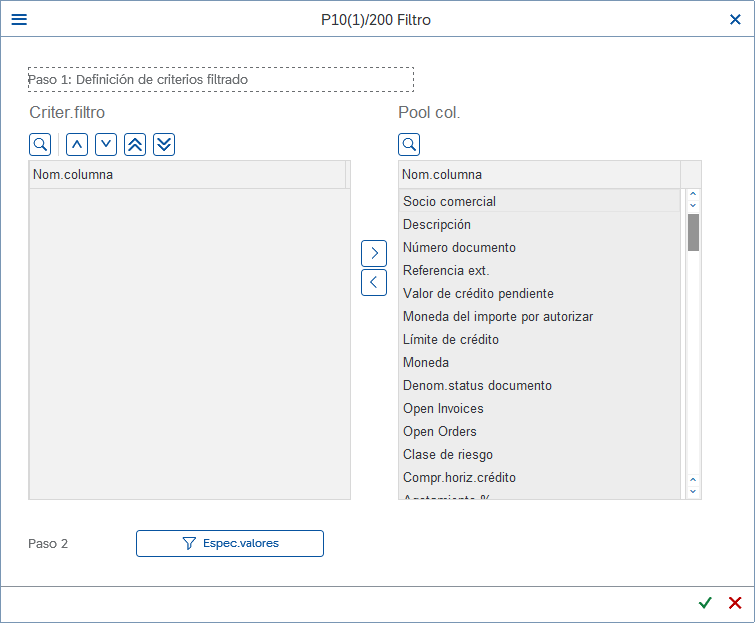 P10(1)/200 Filtro
Paso 1: Definición de criterios filtrado
Criter.filtro
Pool col.
Nom.columna
Nom.columna
Socio comercial
Descripción
Número documento
Referencia ext.
Valor de crédito pendiente
Moneda del importe por autorizar
Límite de crédito
Moneda
Denom.status documento
Open Invoices
Open Orders
Clase de riesgo
Compr.horiz.crédito
Agotamiento %
Paso 2
Espec.valores